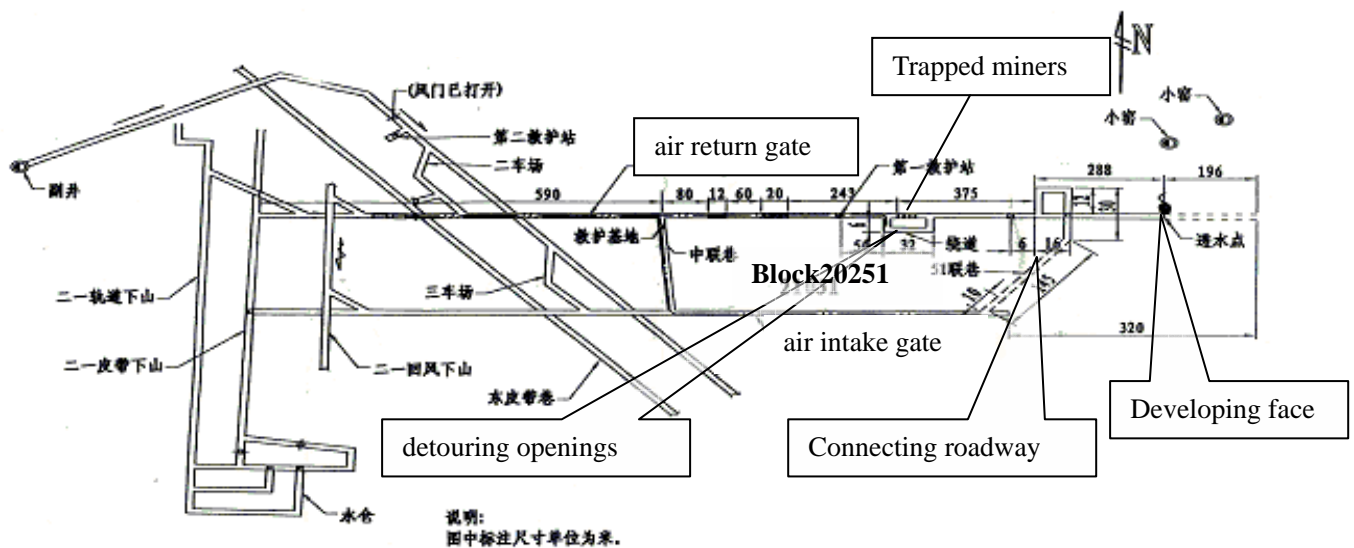 N
Trapped miners
小窑
小窑
(风门已打开)
第二救护站
二车场
air return gate
第一救护站
副井
288
196
590
80
12
60
20
243
375
12
30
透水点
救护基地
中联巷
32
绕道
6
16
Block20251
51联巷
三车场
二一轨道下山
10
air intake gate
320
二一皮带下山
二一回风下山
东皮带巷
Developing face
detouring openings
Connecting roadway
水仓
说明:
图中标注尺寸单位为米。